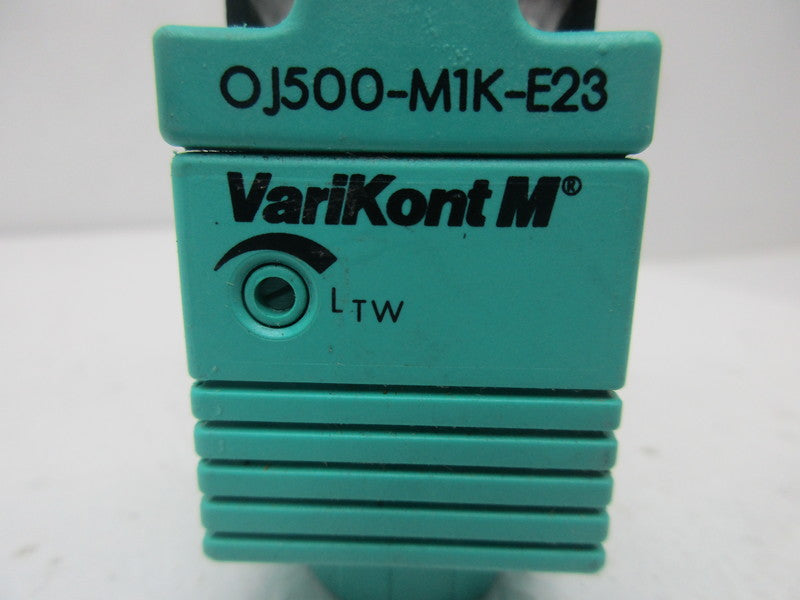 OJ500-M1K-E23
VariKont M®
LTW